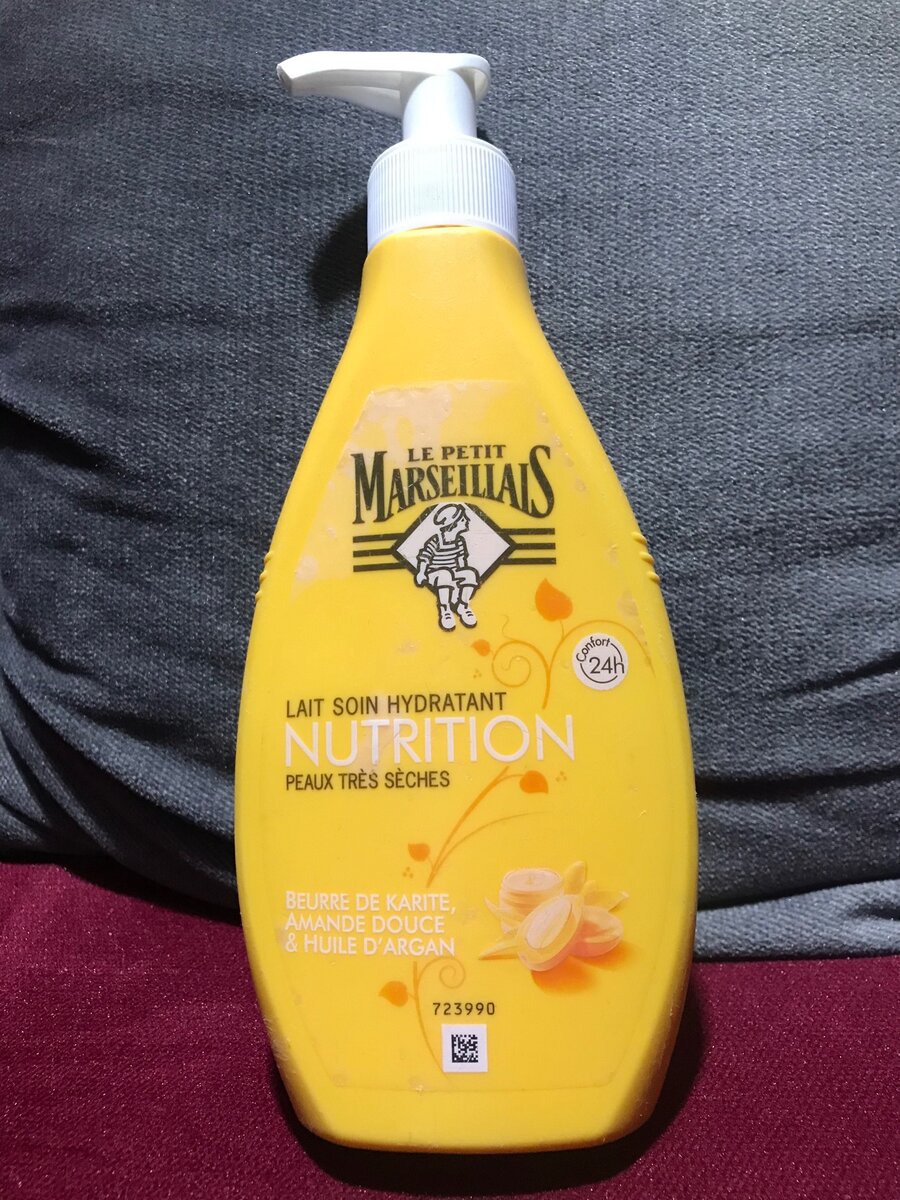 LE PETIT
MARSEILLAIS
Confort
24h
LAIT SOIN HYDRATANT
NUTRITION
PEAUX TRÈS SÈCHES
BEURRE DE KARITE,
AMANDE DOUCE
& HUILE D'ARGAN
723990